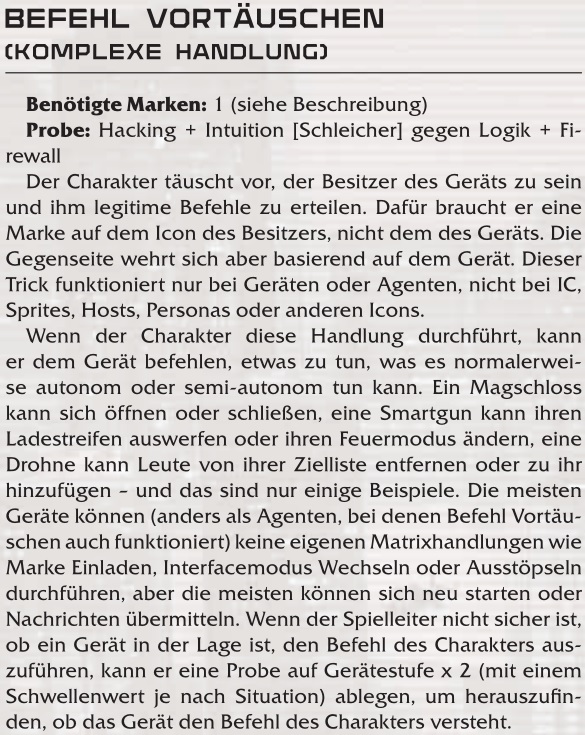 BEFEHL VORTÄUSCHEN
(KOMPLEXE HANDLUNG)
Benötigte Marken: 1 (siehe Beschreibung)
Probe: Hacking + Intuition [Schleicher] gegen Logik + Fi-
rewall
Der Charakter täuscht vor, der Besitzer des Geräts zu sein
und ihm legitime Befehle zu erteilen. Dafür braucht er eine
Marke auf dem Icon des Besitzers, nicht dem des Geräts. Die
Gegenseite wehrt sich aber basierend auf dem Gerät. Dieser
Trick funktioniert nur bei Geräten oder Agenten, nicht bei IC,
Sprites, Hosts, Personas oder anderen Icons.
Wenn der Charakter diese Handlung durchführt, kann
er dem Gerät befehlen, etwas zu tun, was es normalerwei-
se autonom oder semi-autonom tun kann. Ein Magschloss
kann sich öffnen oder schließen, eine Smartgun kann ihren
Ladestreifen auswerfen oder ihren Feuermodus ändern, eine
Drohne kann Leute von ihrer Zielliste entfernen oder zu ihr
hinzufügen – und das sind nur einige Beispiele. Die meisten
Geräte können (anders als Agenten, bei denen Befehl Vortäu-
schen auch funktioniert) keine eigenen Matrixhandlungen wie
Marke Einladen, Interfacemodus Wechseln oder Ausstöpseln
durchführen, aber die meisten können sich neu starten oder
Nachrichten übermitteln. Wenn der Spielleiter nicht sicher ist,
ob ein Gerät in der Lage ist, den Befehl des Charakters aus-
zuführen, kann er eine Probe auf Gerätestufe x 2 (mit einem
Schwellenwert je nach Situation) ablegen, um herauszufin-
den, ob das Gerät den Befehl des Charakters versteht.